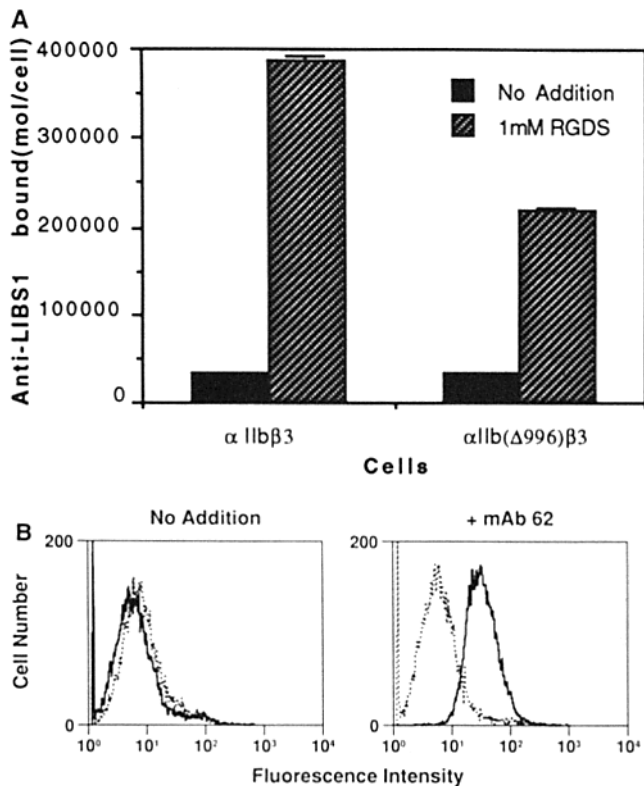 A
400000
300000
200000
100000
0
Anti-LIBS1 bound(mol/cell)
No Addition
1mM RGDS
α IIbβ3
αIIb(Δ996)β3
Cells
B
No Addition
+ mAb 62
200
0
Cell Number
10⁰ 10¹ 10² 10³ 10⁴
200
0
10⁰ 10¹ 10² 10³ 10⁴
Fluorescence Intensity